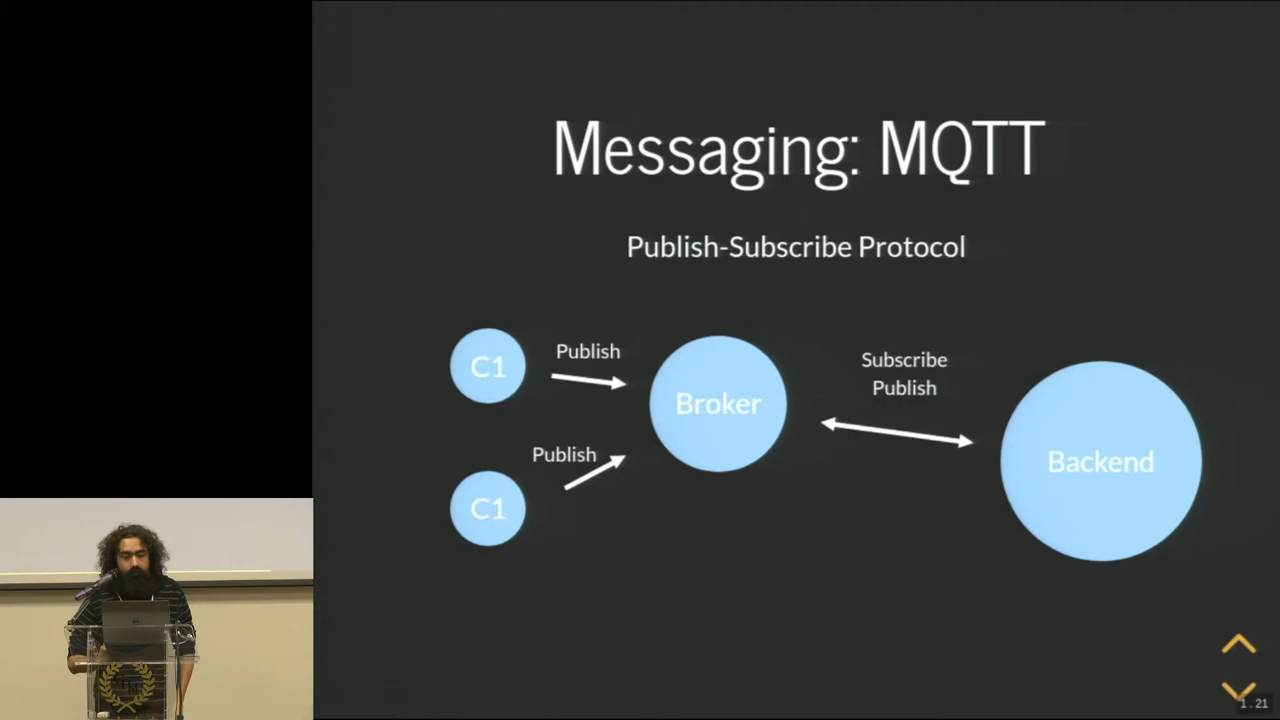 Messaging: MQTT
Publish-Subscribe Protocol
C1
Publish
Broker
Subscribe
Publish
Backend
Publish
C1
1.21